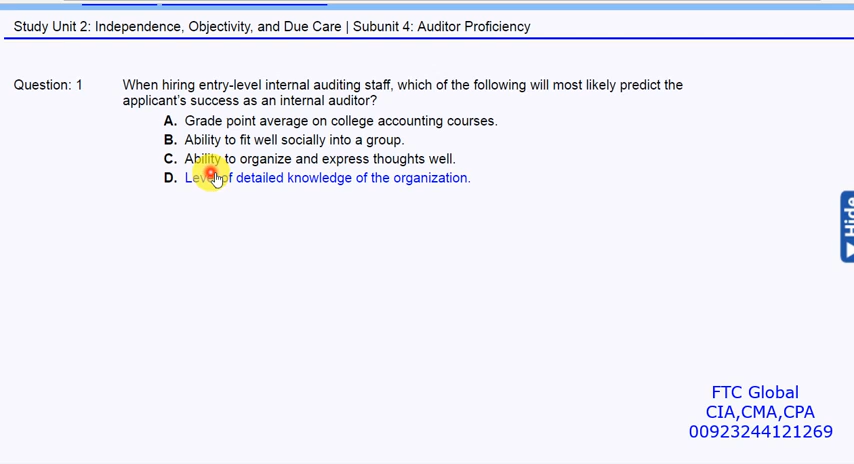 Study Unit 2: Independence, Objectivity, and Due Care | Subunit 4: Auditor Proficiency
Question: 1 When hiring entry-level internal auditing staff, which of the following will most likely predict the
applicant's success as an internal auditor?
A. Grade point average on college accounting courses.
B. Ability to fit well socially into a group.
C. Ability to organize and express thoughts well.
D. Level of detailed knowledge of the organization.
Hide
FTC Global
CIA,CMA,CPA
00923244121269